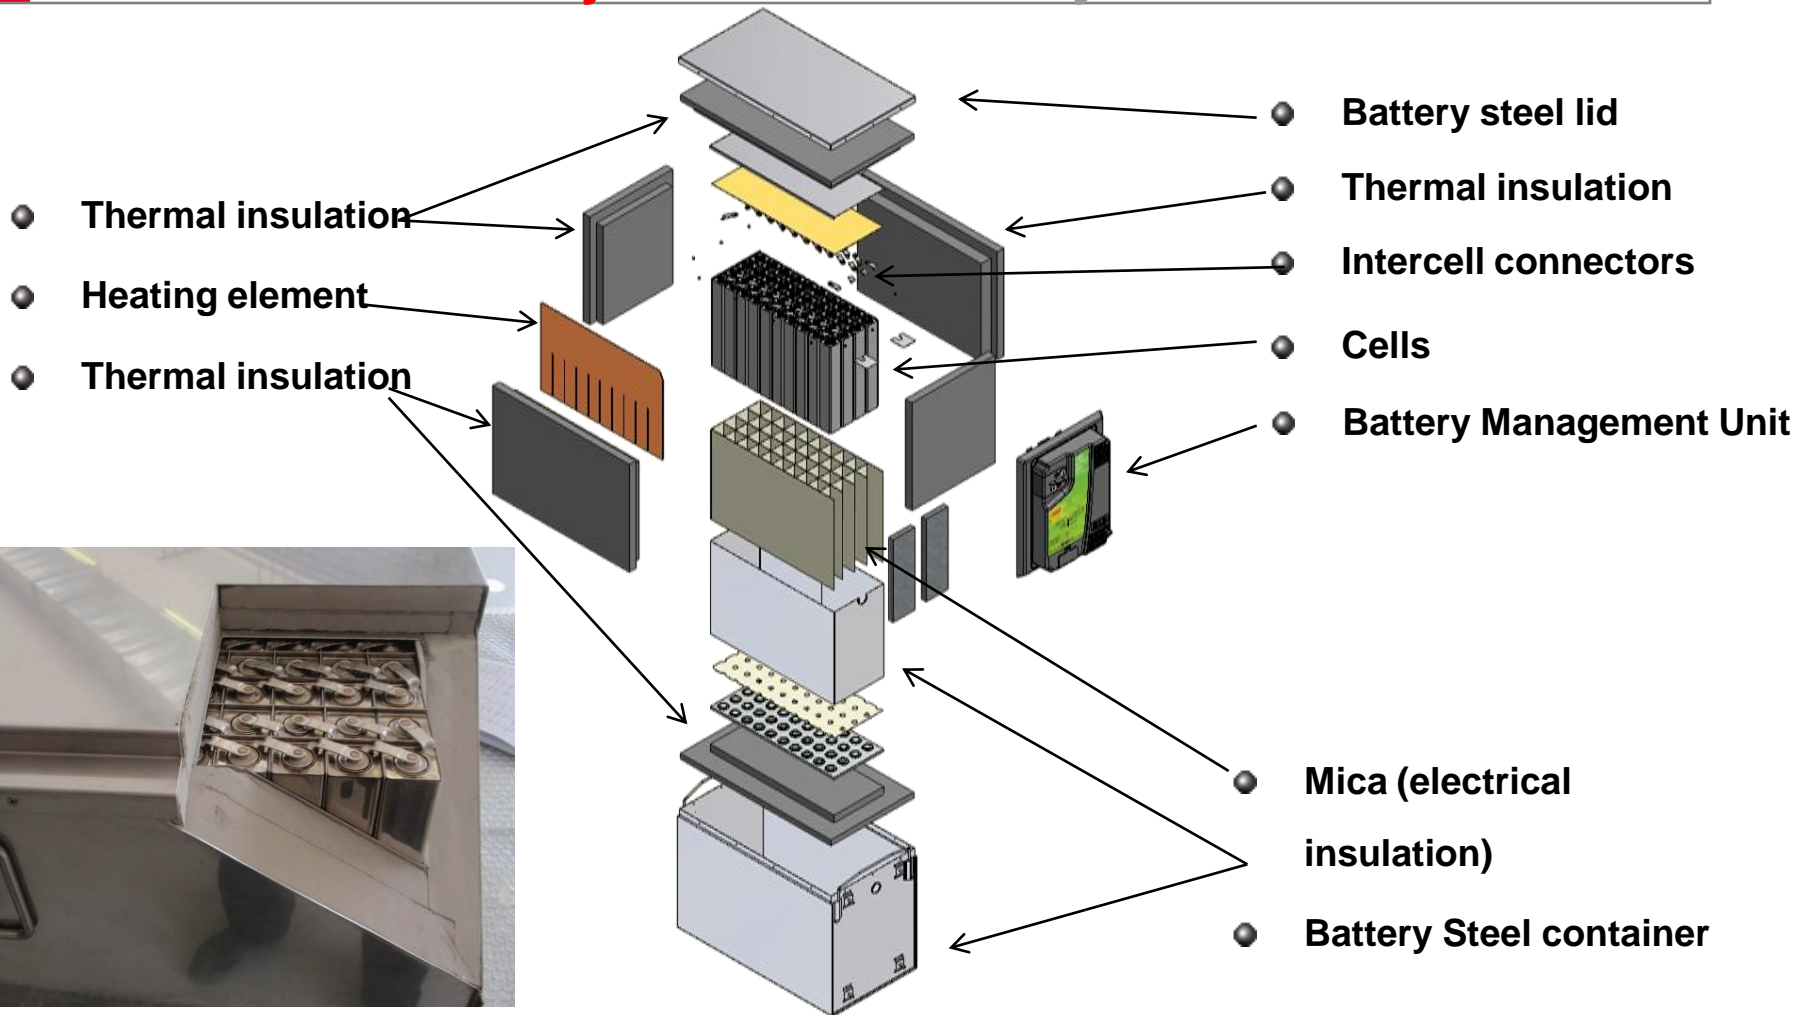 Thermal insulation
Heating element
Thermal insulation
Battery steel lid
Thermal insulation
Intercell connectors
Cells
Battery Management Unit
Mica (electrical
insulation)
Battery Steel container